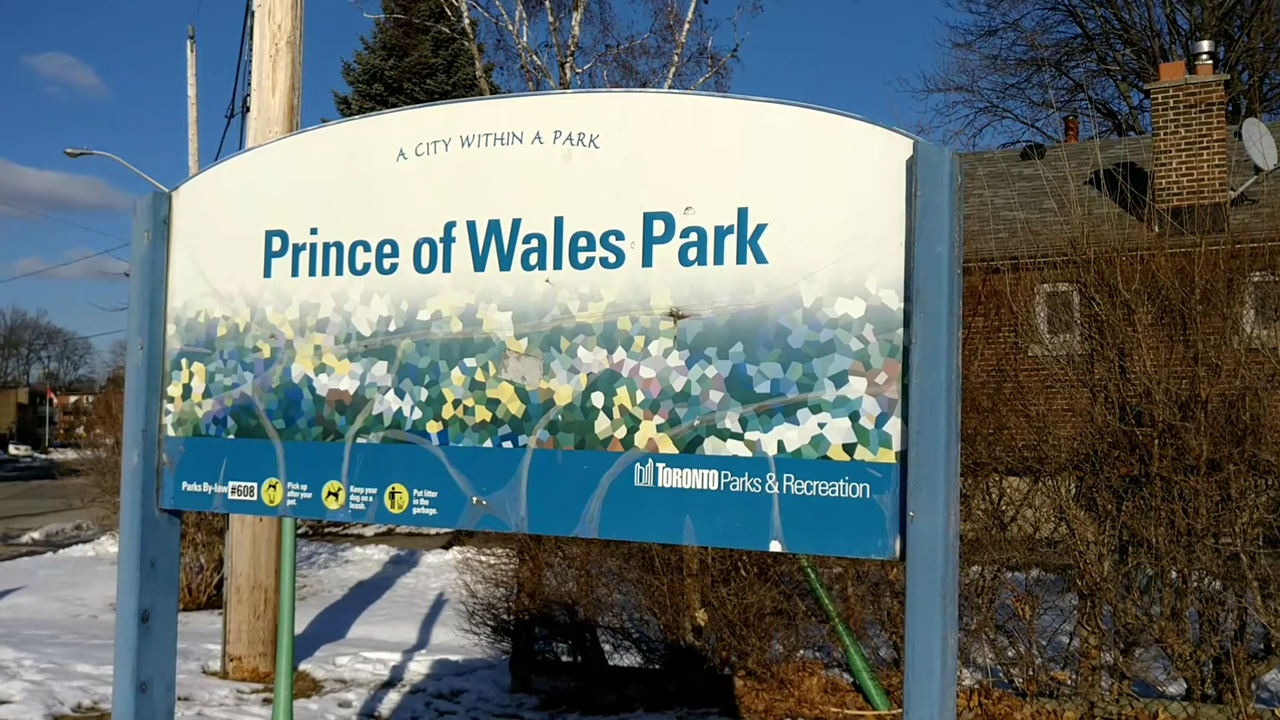 A CITY WITHIN A PARK
Prince of Wales Park
TORONTO Parks & Recreation
Parks By-law #608
Pick up
after your
pet.
Keep your
dog on a
leash.
Put litter
in the
garbage.